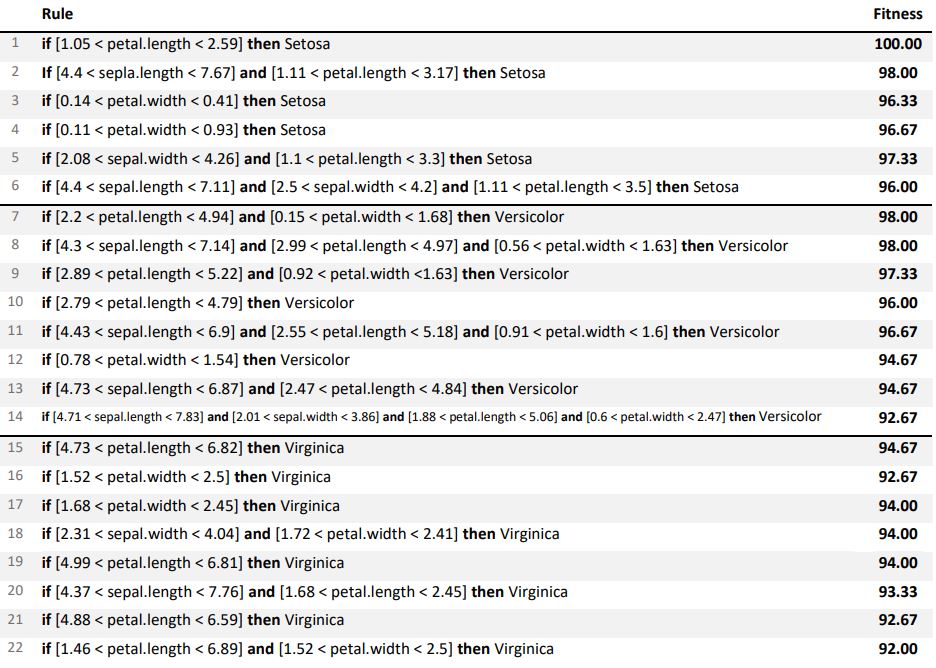 Rule Fitness
1 if [1.05 < petal.length < 2.59] then Setosa 100.00
2 If [4.4 < sepla.length < 7.67] and [1.11 < petal.length < 3.17] then Setosa 98.00
3 if [0.14 < petal.width < 0.41] then Setosa 96.33
4 if [0.11 < petal.width < 0.93] then Setosa 96.67
5 if [2.08 < sepal.width < 4.26] and [1.1 < petal.length < 3.3] then Setosa 97.33
6 if [4.4 < sepal.length < 7.11] and [2.5 < sepal.width < 4.2] and [1.11 < petal.length < 3.5] then Setosa 96.00
7 if [2.2 < petal.length < 4.94] and [0.15 < petal.width < 1.68] then Versicolor 98.00
8 if [4.3 < sepal.length < 7.14] and [2.99 < petal.length < 4.97] and [0.56 < petal.width < 1.63] then Versicolor 98.00
9 if [2.89 < petal.length < 5.22] and [0.92 < petal.width <1.63] then Versicolor 97.33
10 if [2.79 < petal.length < 4.79] then Versicolor 96.00
11 if [4.43 < sepal.length < 6.9] and [2.55 < petal.length < 5.18] and [0.91 < petal.width < 1.6] then Versicolor 96.67
12 if [0.78 < petal.width < 1.54] then Versicolor 94.67
13 if [4.73 < sepal.length < 6.87] and [2.47 < petal.length < 4.84] then Versicolor 94.67
14 if [4.71 < sepal.length < 7.83] and [2.01 < sepal.width < 3.86] and [1.88 < petal.length < 5.06] and [0.6 < petal.width < 2.47] then Versicolor 92.67
15 if [4.73 < petal.length < 6.82] then Virginica 94.67
16 if [1.52 < petal.width < 2.5] then Virginica 92.67
17 if [1.68 < petal.width < 2.45] then Virginica 94.00
18 if [2.31 < sepal.width < 4.04] and [1.72 < petal.width < 2.41] then Virginica 94.00
19 if [4.99 < petal.length < 6.81] then Virginica 94.00
20 if [4.37 < sepal.length < 7.76] and [1.68 < petal.length < 2.45] then Virginica 93.33
21 if [4.88 < petal.length < 6.59] then Virginica 92.67
22 if [1.46 < petal.length < 6.89] and [1.52 < petal.width < 2.5] then Virginica 92.00